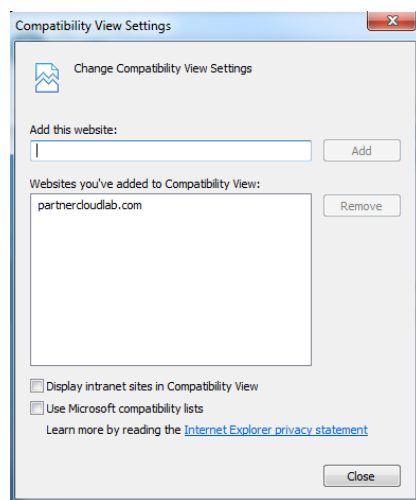 Compatibility View Settings
Change Compatibility View Settings
Add this website:
Add
Websites you've added to Compatibility View:
partnercloudlab.com
Remove
Display intranet sites in Compatibility View
Use Microsoft compatibility lists
Learn more by reading the Internet Explorer privacy statement
Close